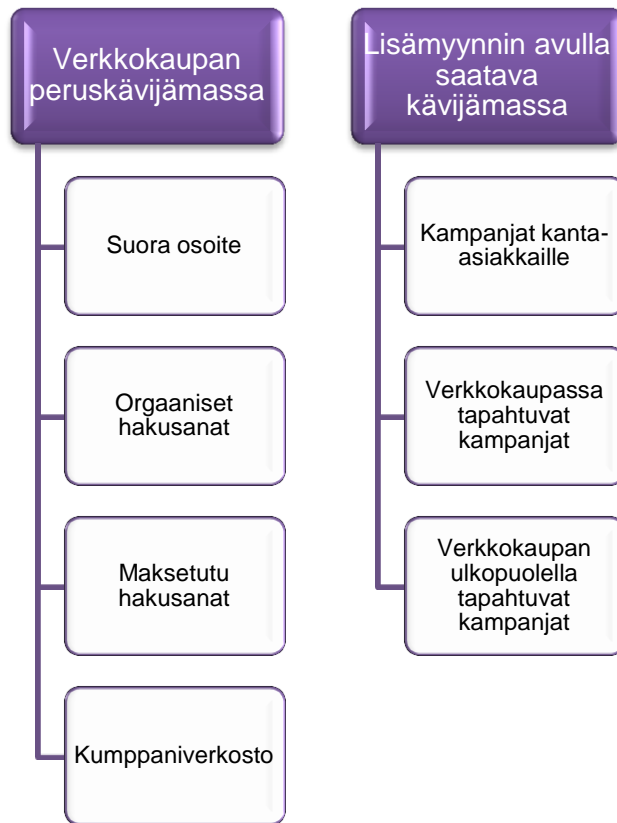 Verkkokaupan
peruskävijämassa
Suora osoite
Orgaaniset
hakusanat
Maksetutu
hakusanat
Kumppaniverkosto
Lisämyynnin avulla
saatava
kävijämassa
Kampanjat kanta-
asiakkaille
Verkkokaupassa
tapahtuvat
kampanjat
Verkkokaupan
ulkopuolella
tapahtuvat
kampanjat